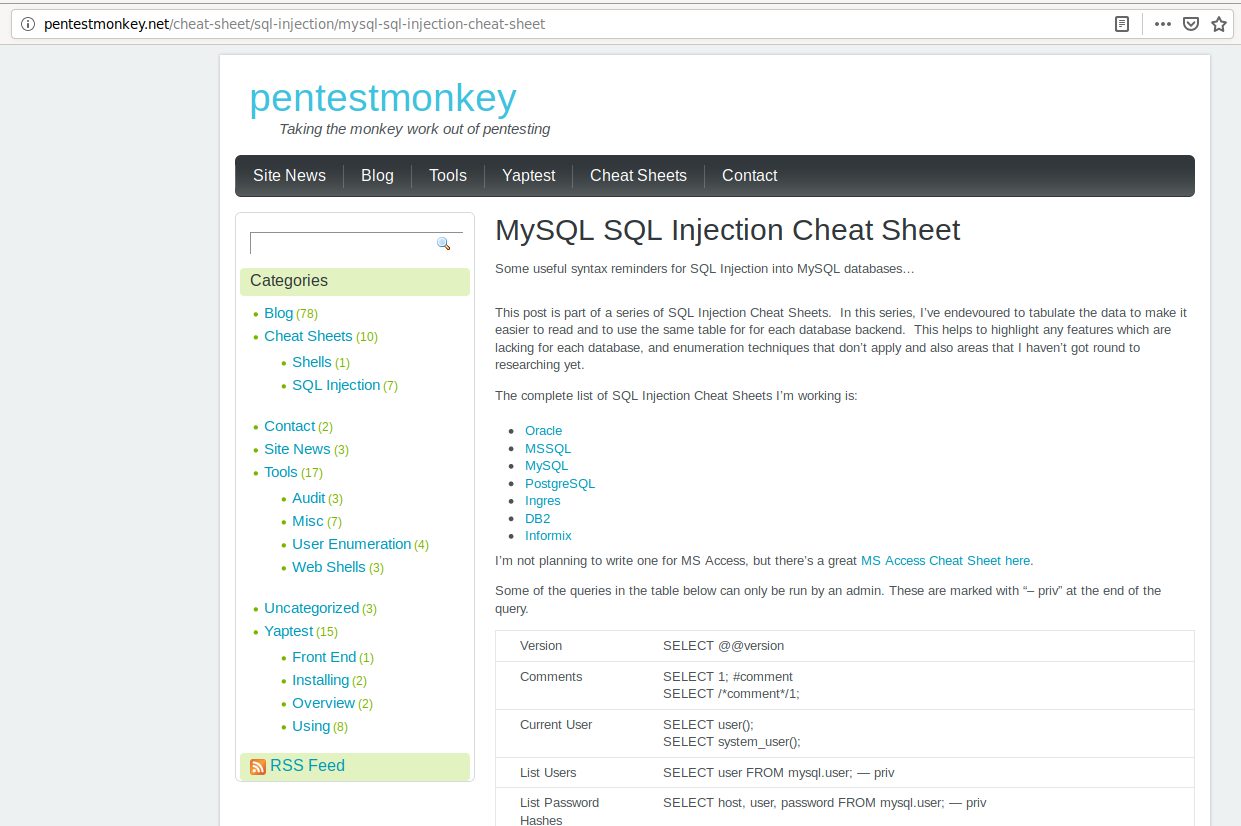 pentestmonkey.net/cheat-sheet/sql-injection/mysql-sql-injection-cheat-sheet
pentestmonkey
Taking the monkey work out of pentesting
Site News
Blog
Tools
Yaptest
Cheat Sheets
Contact
Categories
Blog (78)
Cheat Sheets (10)
Shells (1)
SQL Injection (7)
Contact (2)
Site News (3)
Tools (17)
Audit (3)
Misc (7)
User Enumeration (4)
Web Shells (3)
Uncategorized (3)
Yaptest (15)
Front End (1)
Installing (2)
Overview (2)
Using (8)
RSS Feed
MySQL SQL Injection Cheat Sheet
Some useful syntax reminders for SQL Injection into MySQL databases…
This post is part of a series of SQL Injection Cheat Sheets.  In this series, I’ve endevoured to tabulate the data to make it
easier to read and to use the same table for for each database backend.  This helps to highlight any features which are
lacking for each database, and enumeration techniques that don’t apply and also areas that I haven’t got round to
researching yet.
The complete list of SQL Injection Cheat Sheets I’m working is:
Oracle
MSSQL
MySQL
PostgreSQL
Ingres
DB2
Informix
I’m not planning to write one for MS Access, but there’s a great MS Access Cheat Sheet here.
Some of the queries in the table below can only be run by an admin. These are marked with “– priv” at the end of the
query.
Version SELECT @@version
Comments SELECT 1; #comment
SELECT /*comment*/1;
Current User SELECT user();
SELECT system_user();
List Users SELECT user FROM mysql.user; — priv
List Password SELECT host, user, password FROM mysql.user; — priv
Hashes